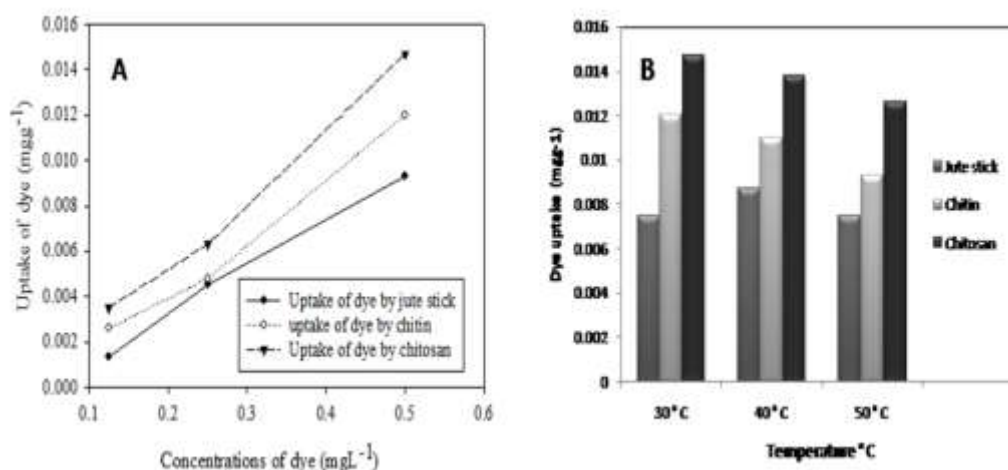 A
0.016
0.014
0.012
0.010
0.008
0.006
0.004
0.002
0.000
Uptake of dye (mgg⁻¹)
0.1 0.2 0.3 0.4 0.5 0.6
Concentrations of dye (mgL⁻¹)
Uptake of dye by jute stick
uptake of dye by chitin
Uptake of dye by chitosan
B
0.016
0.014
0.012
0.01
0.008
0.006
0.004
0.002
0
Dye uptake (mgg-1)
30°C 40°C 50°C
Temperature°C
Jute stick
Chitin
Chitosan